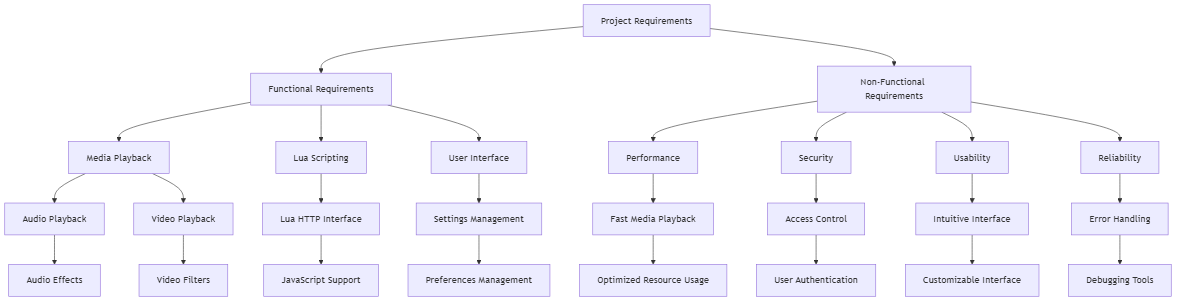 Project Requirements
Functional Requirements
Non-Functional
Requirements
Media Playback
Lua Scripting
User Interface
Performance
Security
Usability
Reliability
Audio Playback
Video Playback
Lua HTTP Interface
Settings Management
Fast Media Playback
Access Control
Intuitive Interface
Error Handling
Audio Effects
Video Filters
JavaScript Support
Preferences Management
Optimized Resource Usage
User Authentication
Customizable Interface
Debugging Tools